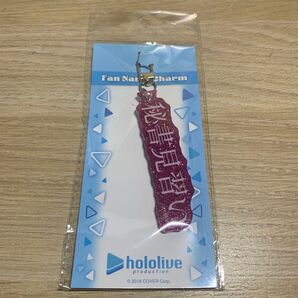 Fan Name Charm
秘書見習い
hololive
production
© 2016 COVER Corp.